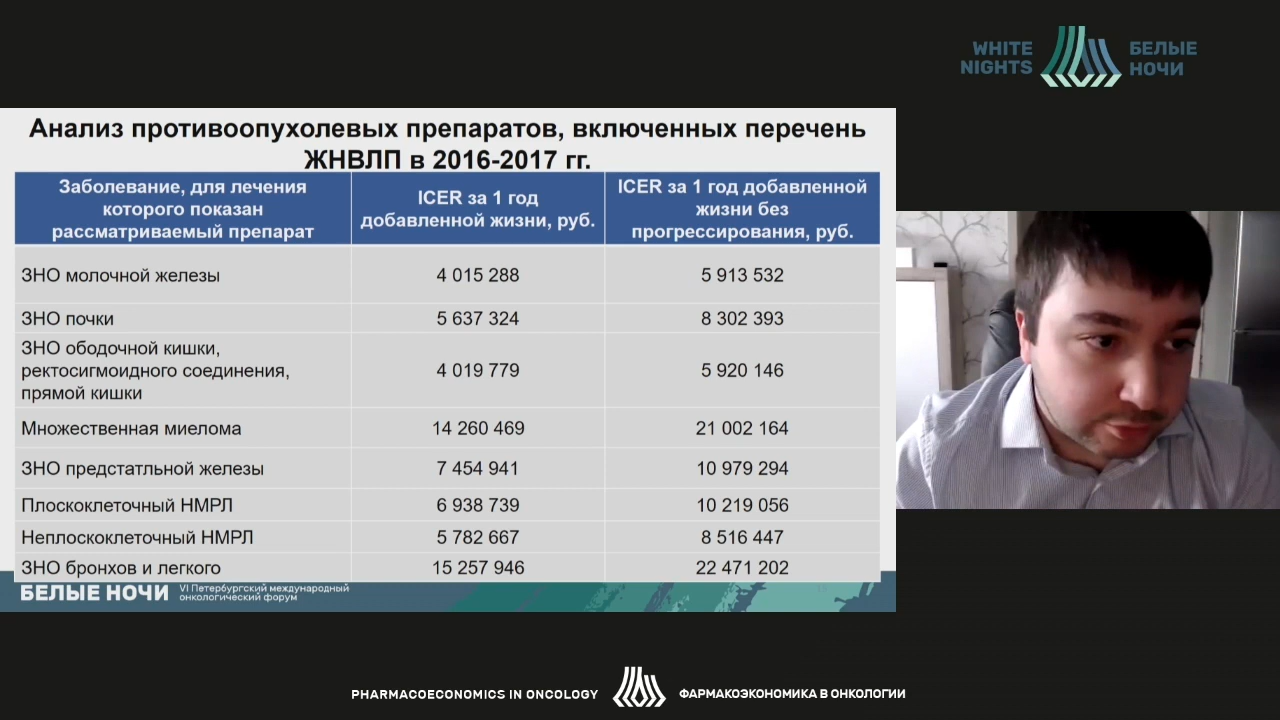 WHITE
NIGHTS
БЕЛЫЕ
НОЧИ
Анализ противоопухолевых препаратов, включенных перечень
ЖНВЛП в 2016-2017 гг.
Заболевание, для лечения
которого показан
рассматриваемый препарат
ICER за 1 год
добавленной жизни, руб.
ICER за 1 год добавленной
жизни без
прогрессирования, руб.
ЗНО молочной железы
4 015 288
5 913 532
ЗНО почки
5 637 324
8 302 393
ЗНО ободочной кишки,
ректосигмоидного соединения,
прямой кишки
4 019 779
5 920 146
Множественная миелома
14 260 469
21 002 164
ЗНО предстатльной железы
7 454 941
10 979 294
Плоскоклеточный НМРЛ
6 938 739
10 219 056
Неплоскоклеточный НМРЛ
5 782 667
8 516 447
ЗНО бронхов и легкого
15 257 946
22 471 202
БЕЛЫЕ НОЧИ
VI Петербургский международный
онкологический форум
PHARMACOECONOMICS IN ONCOLOGY
ФАРМАКОЭКОНОМИКА В ОНКОЛОГИИ